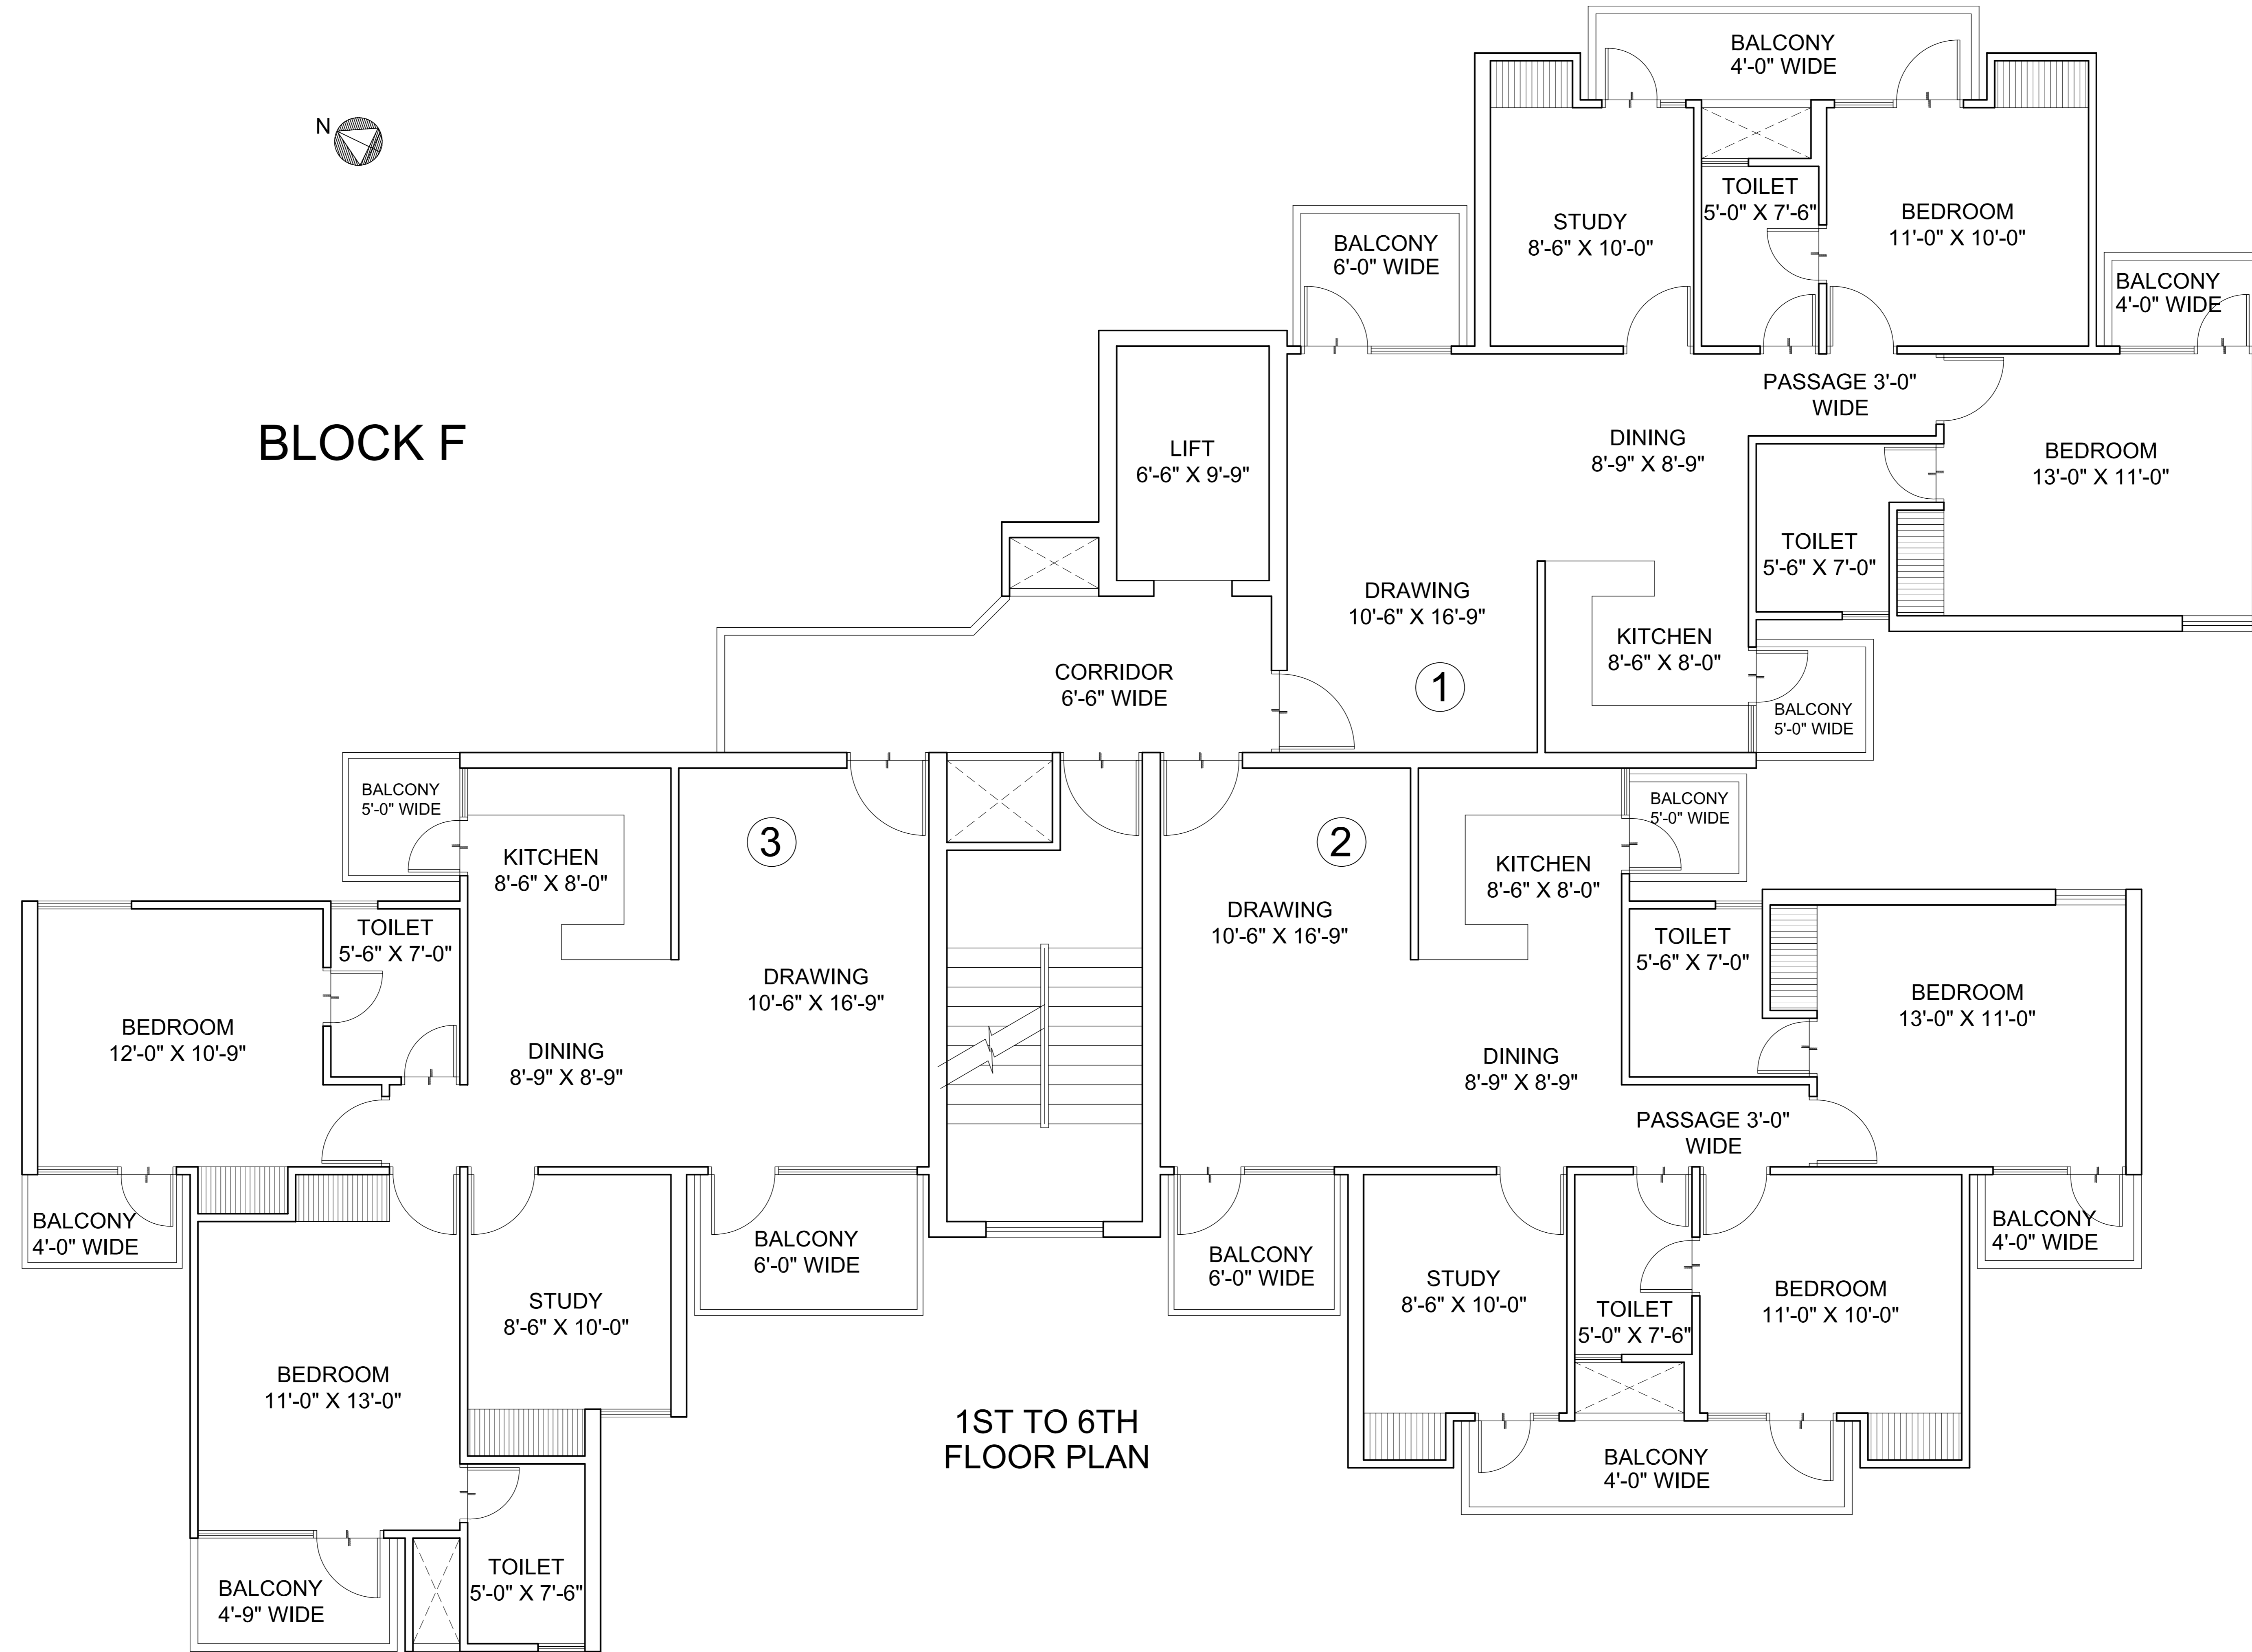 BALCONY
4'-0" WIDE
N
TOILET
5'-0" X 7'-6"
STUDY
8'-6" X 10'-0"
BEDROOM
11'-0" X 10'-0"
BALCONY
6'-0" WIDE
BALCONY
4'-0" WIDE
PASSAGE 3'-0"
WIDE
BLOCK F
LIFT
6'-6" X 9'-9"
DINING
8'-9" X 8'-9"
BEDROOM
13'-0" X 11'-0"
TOILET
5'-6" X 7'-0"
DRAWING
10'-6" X 16'-9"
KITCHEN
8'-6" X 8'-0"
CORRIDOR
6'-6" WIDE
1
BALCONY
5'-0" WIDE
BALCONY
5'-0" WIDE
KITCHEN
8'-6" X 8'-0"
3
2
KITCHEN
8'-6" X 8'-0"
BALCONY
5'-0" WIDE
TOILET
5'-6" X 7'-0"
DRAWING
10'-6" X 16'-9"
DRAWING
10'-6" X 16'-9"
TOILET
5'-6" X 7'-0"
BEDROOM
13'-0" X 11'-0"
BEDROOM
12'-0" X 10'-9"
DINING
8'-9" X 8'-9"
DINING
8'-9" X 8'-9"
PASSAGE 3'-0"
WIDE
BALCONY
4'-0" WIDE
BALCONY
6'-0" WIDE
BALCONY
6'-0" WIDE
BALCONY
4'-0" WIDE
STUDY
8'-6" X 10'-0"
STUDY
8'-6" X 10'-0"
TOILET
5'-0" X 7'-6"
BEDROOM
11'-0" X 10'-0"
BEDROOM
11'-0" X 13'-0"
1ST TO 6TH
FLOOR PLAN
BALCONY
4'-0" WIDE
BALCONY
4'-9" WIDE
TOILET
5'-0" X 7'-6"